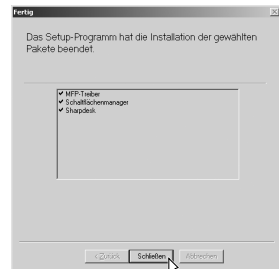 Fertig
Das Setup-Programm hat die Installation der gewählten
Pakete beendet.
MFP-Treiber
Schaltflächenmanager
Sharpdesk
< Zurück Schließen Abbrechen